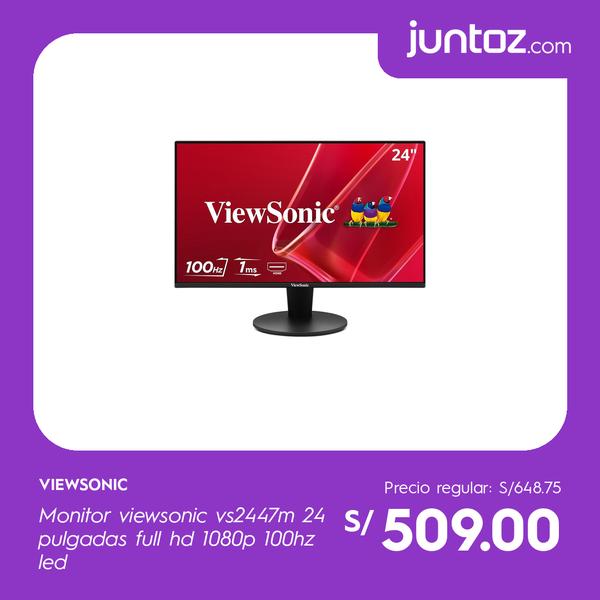 juntoz.com
24"
ViewSonic®
100Hz 1ms HDMI
ViewSonic
VIEWSONIC
Monitor viewsonic vs2447m 24
pulgadas full hd 1080p 100hz
led
Precio regular: S/648.75
S/ 509.00